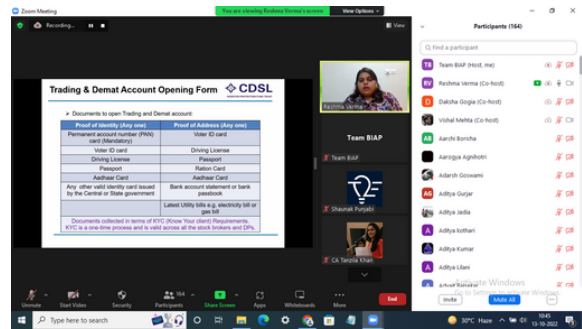 Zoom Meeting
You are viewing Reshma Verma's screen
View Options
Recording...
View
Participants (164)
Find a participant
Trading & Demat Account Opening Form
CDSL
Documents to open Trading and Demat account:
Proof of Identity (Any one)
Proof of Address (Any one)
Permanent account number (PAN) card (Mandatory)
Voter ID card
Voter ID card
Driving License
Driving License
Passport
Passport
Ration Card
Aadhaar Card
Aadhaar Card
Any other valid identity card issued by the Central or State government
Bank account statement or bank passbook
Latest Utility bills e.g. electricity bill or gas bill
Documents collected in terms of KYC (Know Your client) Requirements.
KYC is a one-time process and is valid across all the stock brokers and DPs.
Reshma Verma
Team BIAP
Team BIAP
Shaunak Punjabi
CA Tanzila Khan
TB Team BIAP (Host, me)
RV Reshma Verma (Co-host)
D Daksha Gogia (Co-host)
Vishal Mehta (Co-host)
AB Aarchi Boricha
Aarogya Agnihotri
Adarsh Goswami
AG Aditya Gurjar
Aditya Jadia
A Aditya kothari
Aditya Kumar
A Aditya Lilani
Activate Windows
Go to Settings to activate Windows.
Invite
Mute All
Unmute
Start Video
Security
164
Participants
Share Screen
Apps
Whiteboards
More
End
Type here to search
30°C Haze
10:45
13-10-2022